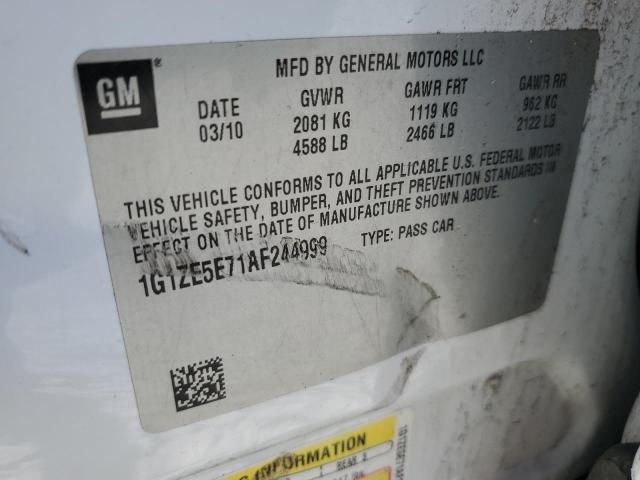 GM ®
MFD BY GENERAL MOTORS LLC
DATE GVWR GAWR FRT GAWR RR
03/10 2081 KG 1119 KG 962 KG
4588 LB 2466 LB 2122 LB
THIS VEHICLE CONFORMS TO ALL APPLICABLE U.S. FEDERAL MOTOR
VEHICLE SAFETY, BUMPER, AND THEFT PREVENTION STANDARDS IN
EFFECT ON THE DATE OF MANUFACTURE SHOWN ABOVE.
1G1ZE5E71AF244999 TYPE: PASS CAR
INFORMATION
REAR